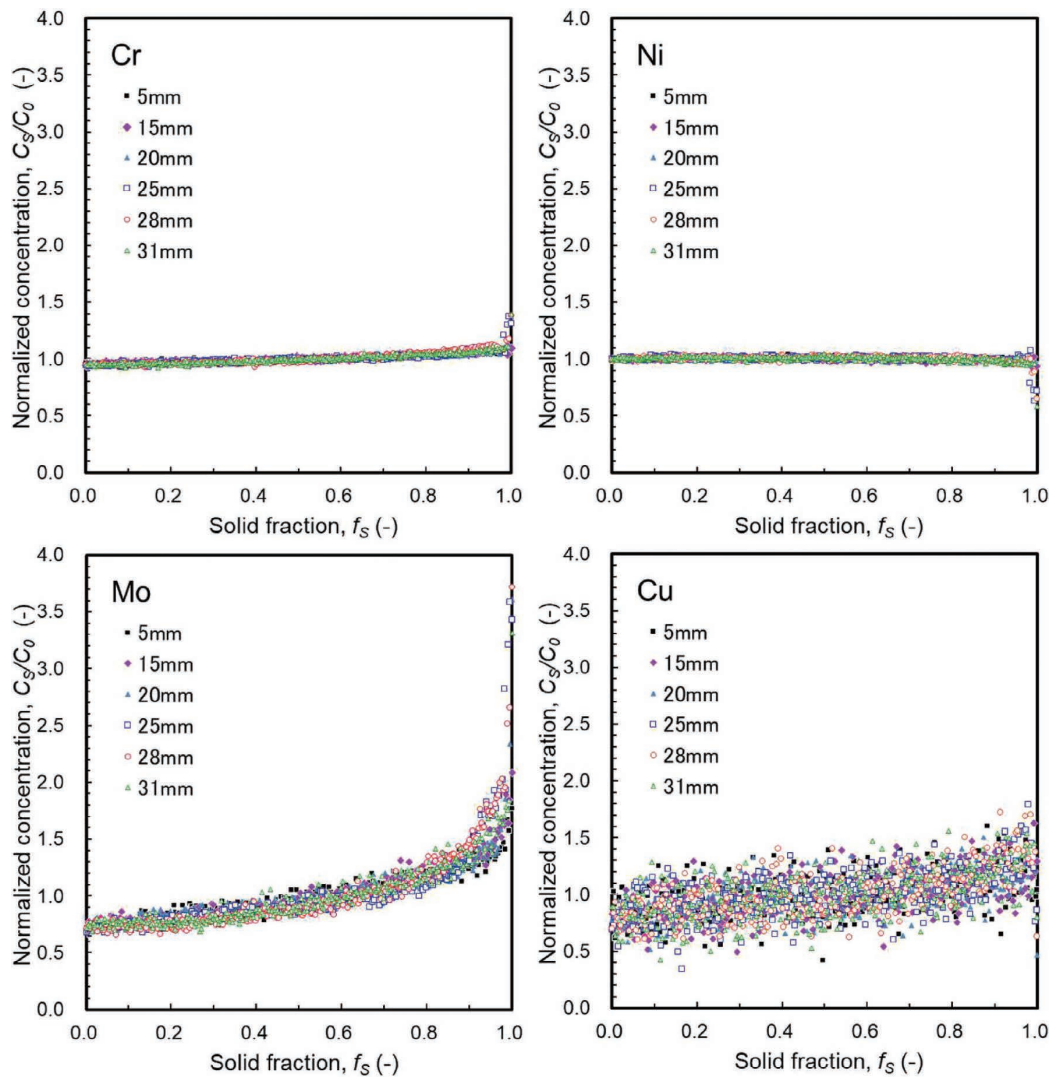 4.0
3.5
3.0
2.5
2.0
1.5
1.0
0.5
0.0
Normalized concentration, C_S/C_0 (-)
Cr
5mm
15mm
20mm
25mm
28mm
31mm
0.0 0.2 0.4 0.6 0.8 1.0
Solid fraction, f_S (-)
4.0
3.5
3.0
2.5
2.0
1.5
1.0
0.5
0.0
Normalized concentration, C_S/C_0 (-)
Ni
5mm
15mm
20mm
25mm
28mm
31mm
0.0 0.2 0.4 0.6 0.8 1.0
Solid fraction, f_S (-)
4.0
3.5
3.0
2.5
2.0
1.5
1.0
0.5
0.0
Normalized concentration, C_S/C_0 (-)
Mo
5mm
15mm
20mm
25mm
28mm
31mm
0.0 0.2 0.4 0.6 0.8 1.0
Solid fraction, f_S (-)
4.0
3.5
3.0
2.5
2.0
1.5
1.0
0.5
0.0
Normalized concentration, C_S/C_0 (-)
Cu
5mm
15mm
20mm
25mm
28mm
31mm
0.0 0.2 0.4 0.6 0.8 1.0
Solid fraction, f_S (-)